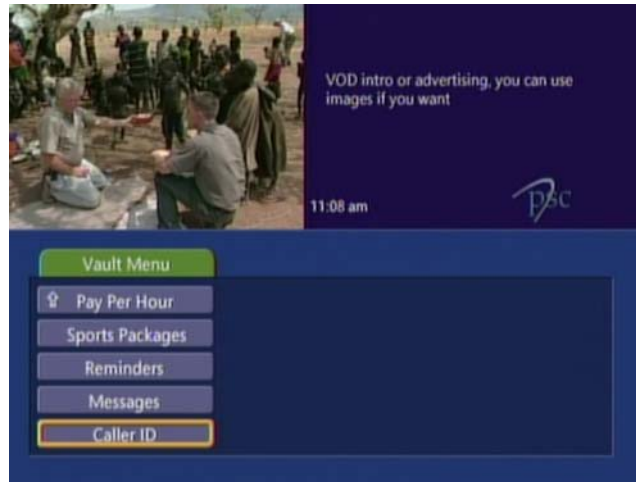 VOD intro or advertising, you can use
images if you want
11:08 am
psc
Vault Menu
Pay Per Hour
Sports Packages
Reminders
Messages
Caller ID